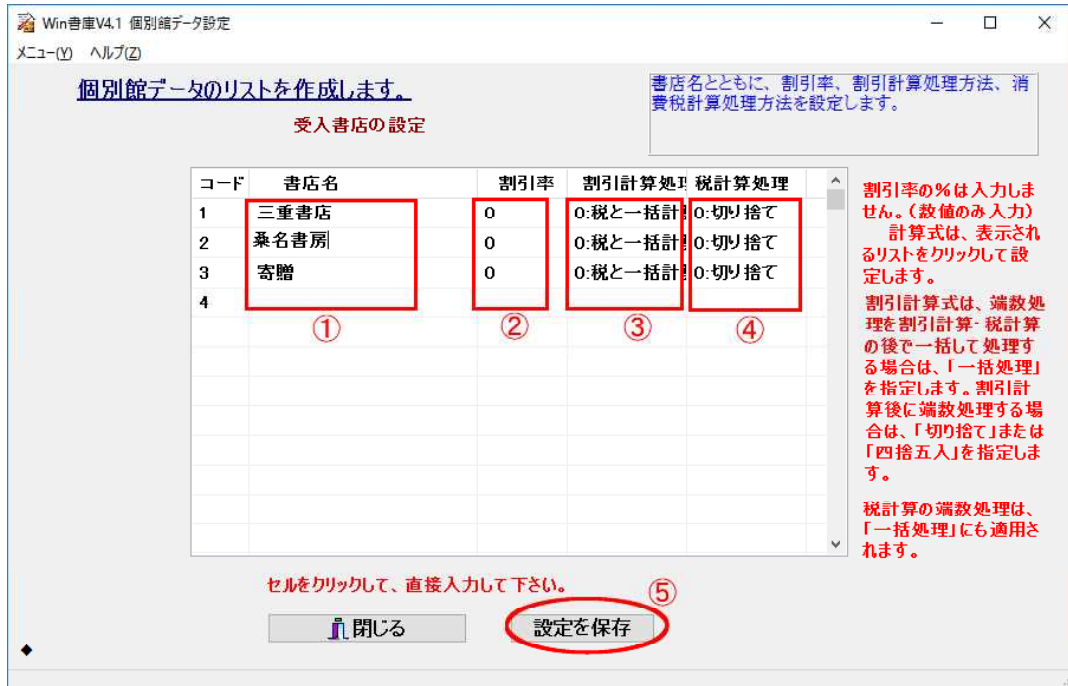 Win書庫V4.1 個別館データ設定
メニュー(Y) ヘルプ(Z)
個別館データのリストを作成します。
受入書店の設定
書店名とともに、割引率、割引計算処理方法、消
費税計算処理方法を設定します。
コード 書店名 割引率 割引計算処理 税計算処理
1 三重書店 0 0:税と一括計 0:切り捨て
2 桑名書房 0 0:税と一括計 0:切り捨て
3 寄贈 0 0:税と一括計 0:切り捨て
4
① ② ③ ④
割引率の%は入力しま
せん。(数値のみ入力)
計算式は、表示され
るリストをクリックして設
定します。
割引計算式は、端数処
理を割引計算・税計算
の後で一括して処理す
る場合は、「一括処理」
を指定します。割引計
算後に端数処理する場
合は、「切り捨て」または
「四捨五入」を指定しま
す。
税計算の端数処理は、
「一括処理」にも適用さ
れます。
セルをクリックして、直接入力して下さい。
⑤
閉じる 設定を保存